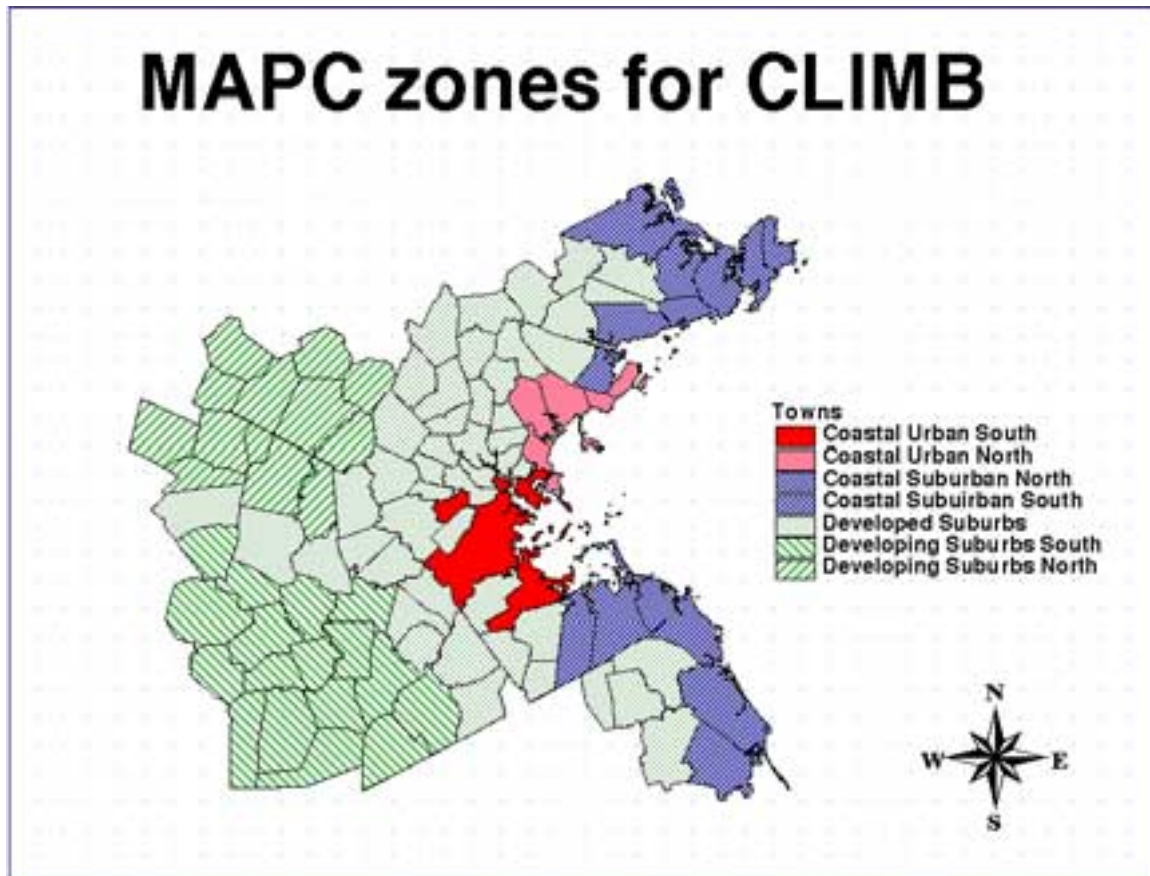 MAPC zones for CLIMB
Towns
Coastal Urban South
Coastal Urban North
Coastal Suburban North
Coastal Subuirban South
Developed Suburbs
Developing Suburbs South
Developing Suburbs North
N
W E
S